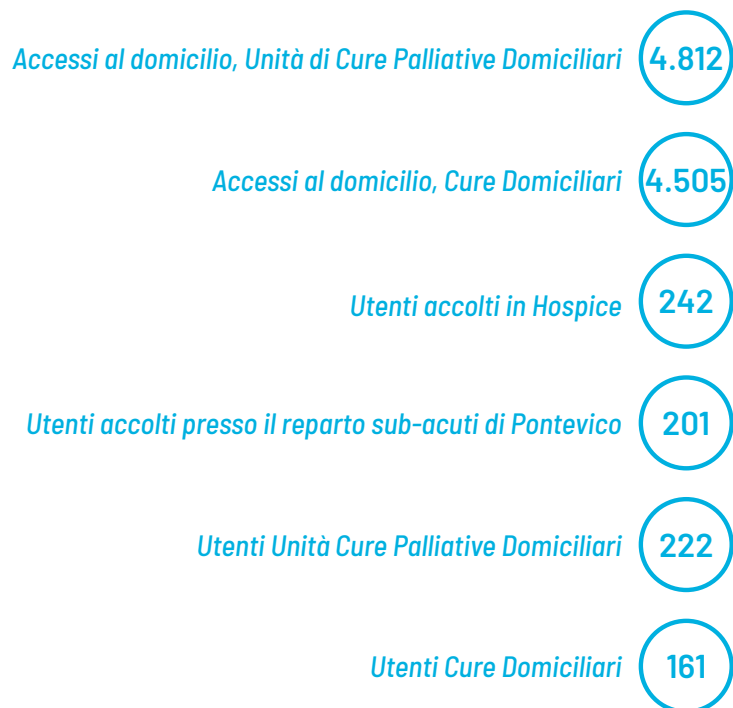 Accessi al domicilio, Unità di Cure Palliative Domiciliari 4.812
Accessi al domicilio, Cure Domiciliari 4.505
Utenti accolti in Hospice 242
Utenti accolti presso il reparto sub-acuti di Pontevico 201
Utenti Unità Cure Palliative Domiciliari 222
Utenti Cure Domiciliari 161